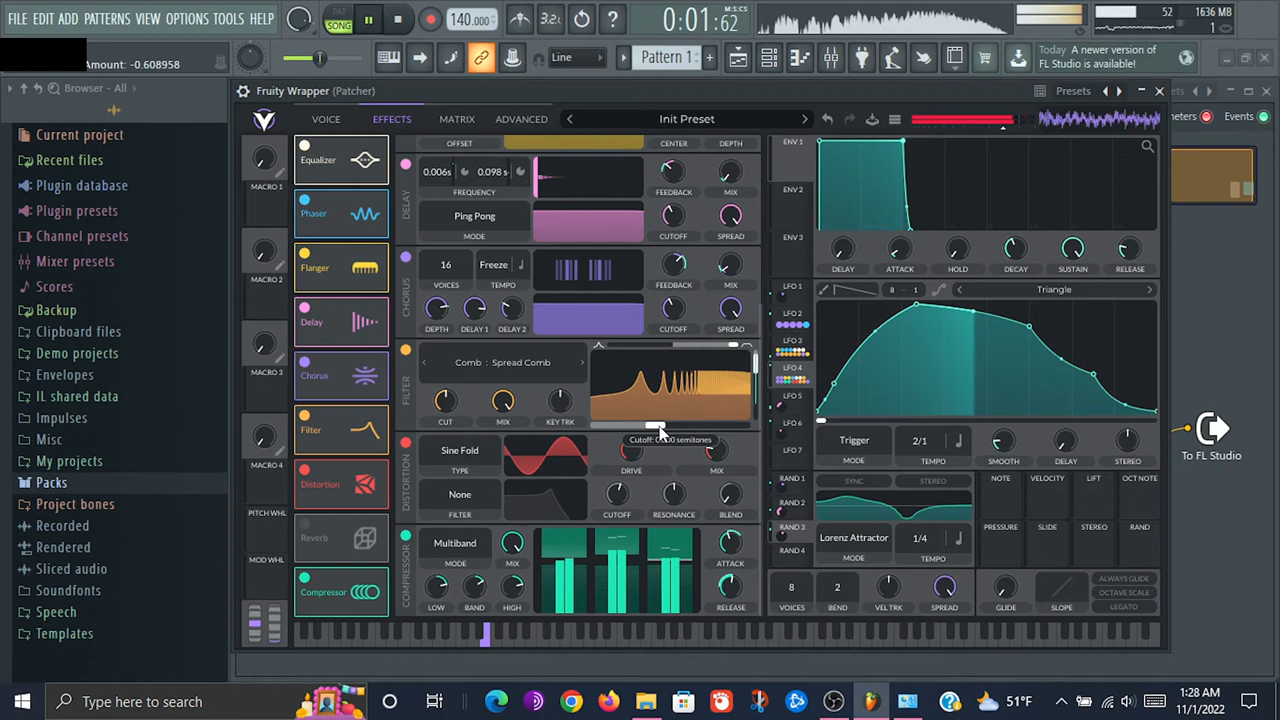 FILE EDIT ADD PATTERNS VIEW OPTIONS TOOLS HELP
PAT
SONG
140.000
3.2
?
0:01:62
M:S:CS
52
1636 MB
1
Amount: -0.608958
Line
Pattern 1
Today A newer version of
FL Studio is available!
Browser - All
Fruity Wrapper (Patcher)
Presets
Events
Current project
Recent files
Plugin database
Plugin presets
Channel presets
Mixer presets
Scores
Backup
Clipboard files
Demo projects
Envelopes
IL shared data
Impulses
Misc
My projects
Packs
Project bones
Recorded
Rendered
Sliced audio
Soundfonts
Speech
Templates
VOICE
EFFECTS
MATRIX
ADVANCED
Init Preset
MACRO 1
MACRO 2
MACRO 3
MACRO 4
PITCH WHL
MOD WHL
Equalizer
Phaser
Flanger
Delay
Chorus
Filter
Distortion
Reverb
Compressor
OFFSET
CENTER
DEPTH
DELAY
0.006s
0.098 s
FREQUENCY
FEEDBACK
MIX
Ping Pong
MODE
CUTOFF
SPREAD
CHORUS
16
Freeze
VOICES
TEMPO
FEEDBACK
MIX
DEPTH
DELAY 1
DELAY 2
CUTOFF
SPREAD
FILTER
Comb : Spread Comb
CUT
MIX
KEY TRK
DISTORTION
Sine Fold
TYPE
DRIVE
MIX
None
FILTER
CUTOFF
RESONANCE
BLEND
COMPRESSOR
Multiband
MODE
MIX
ATTACK
LOW
BAND
HIGH
RELEASE
ENV 1
ENV 2
ENV 3
DELAY
ATTACK
HOLD
DECAY
SUSTAIN
RELEASE
LFO 1
LFO 2
LFO 3
LFO 4
LFO 5
LFO 6
LFO 7
8 - 1
Triangle
Trigger
MODE
2/1
TEMPO
SMOOTH
DELAY
STEREO
RAND 1
RAND 2
RAND 3
RAND 4
SYNC
STEREO
Lorenz Attractor
MODE
1/4
TEMPO
NOTE
VELOCITY
LIFT
OCT NOTE
PRESSURE
SLIDE
STEREO
RAND
8
VOICES
2
BEND
VEL TRK
SPREAD
GLIDE
SLOPE
ALWAYS GLIDE
OCTAVE SCALE
LEGATO
To FL Studio
Type here to search
51°F
1:28 AM
11/1/2022